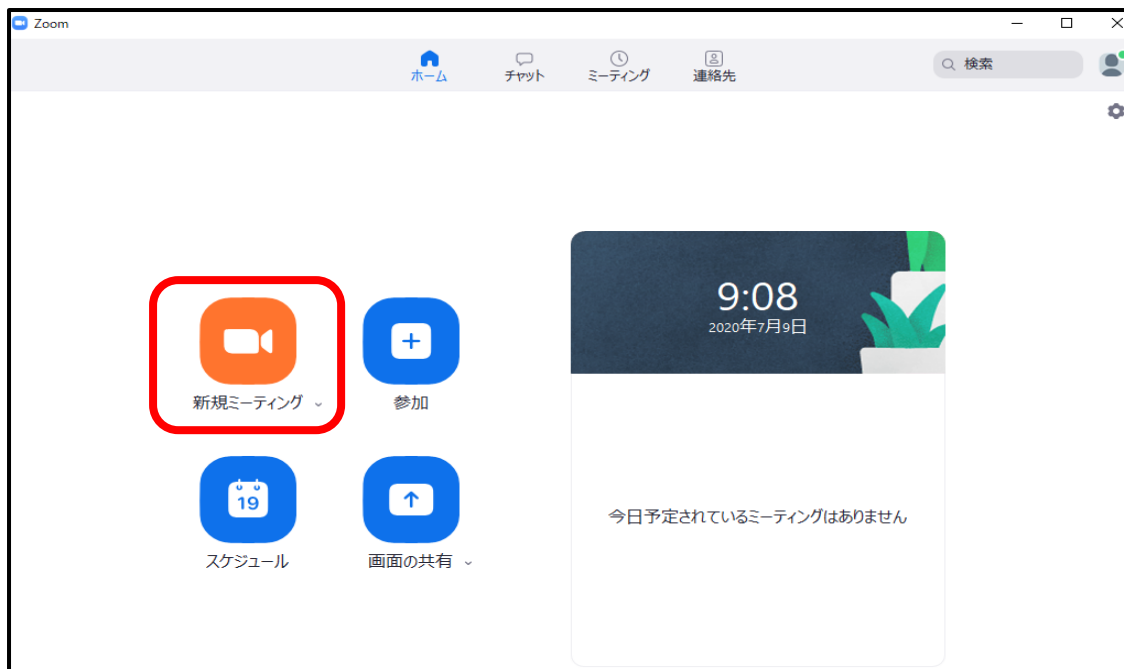 Zoom
ホーム
チャット
ミーティング
連絡先
検索
9:08
2020年7月9日
新規ミーティング
参加
19
スケジュール
画面の共有
今日予定されているミーティングはありません